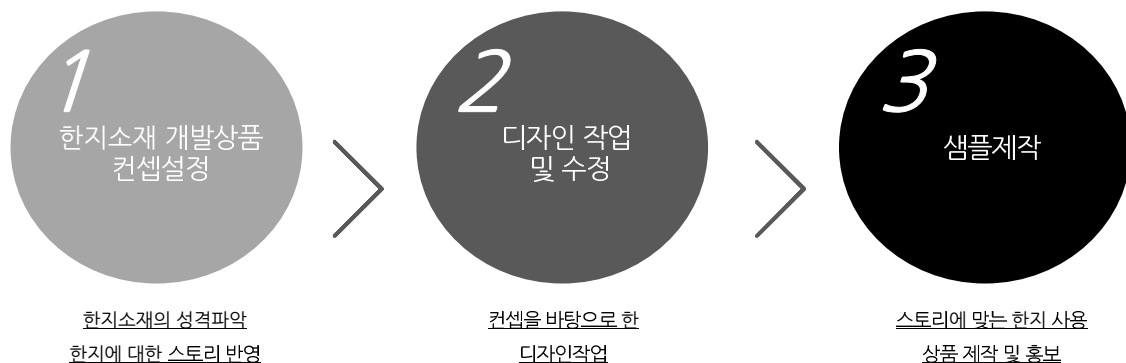 1
한지소재 개발상품
컨셉설정
한지소재의 성격파악
한지에 대한 스토리 반영
2
디자인 작업
및 수정
컨셉을 바탕으로 한
디자인작업
3
샘플제작
스토리에 맞는 한지 사용
상품 제작 및 홍보